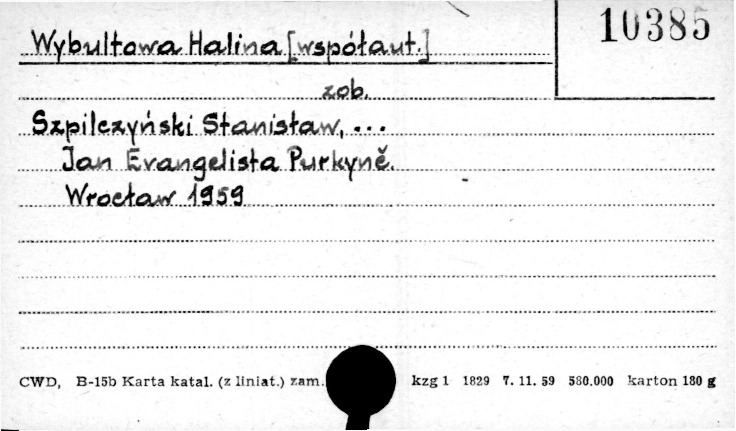 10385
Wybultowa Halina [współaut.]
zob.
Szpilczyński Stanisław, ...
Jan Evangelista Purkyně.
Wrocław 1959
CWD, B-15b Karta katal. (z liniat.) zam. kzg 1 1829 7. 11. 59 580.000 karton 180 g